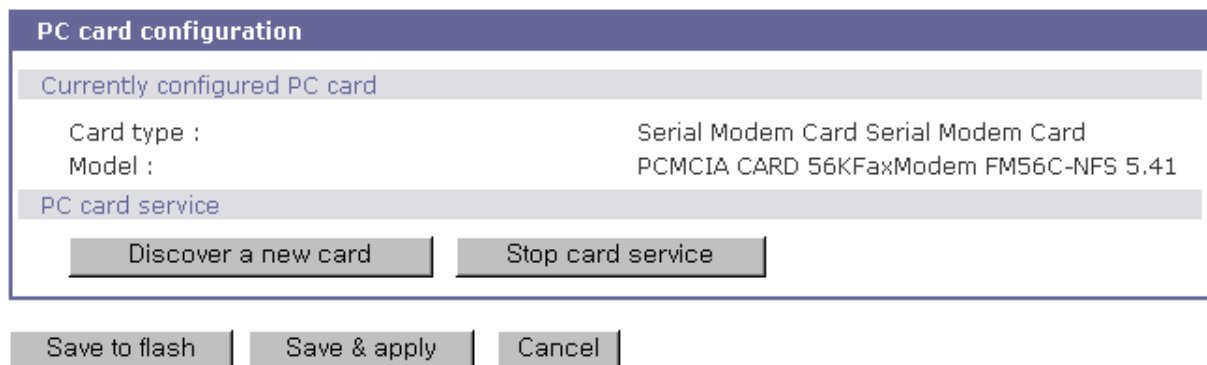 PC card configuration
Currently configured PC card
Card type : Serial Modem Card Serial Modem Card
Model : PCMCIA CARD 56KFaxModem FM56C-NFS 5.41
PC card service
Discover a new card Stop card service
Save to flash Save & apply Cancel